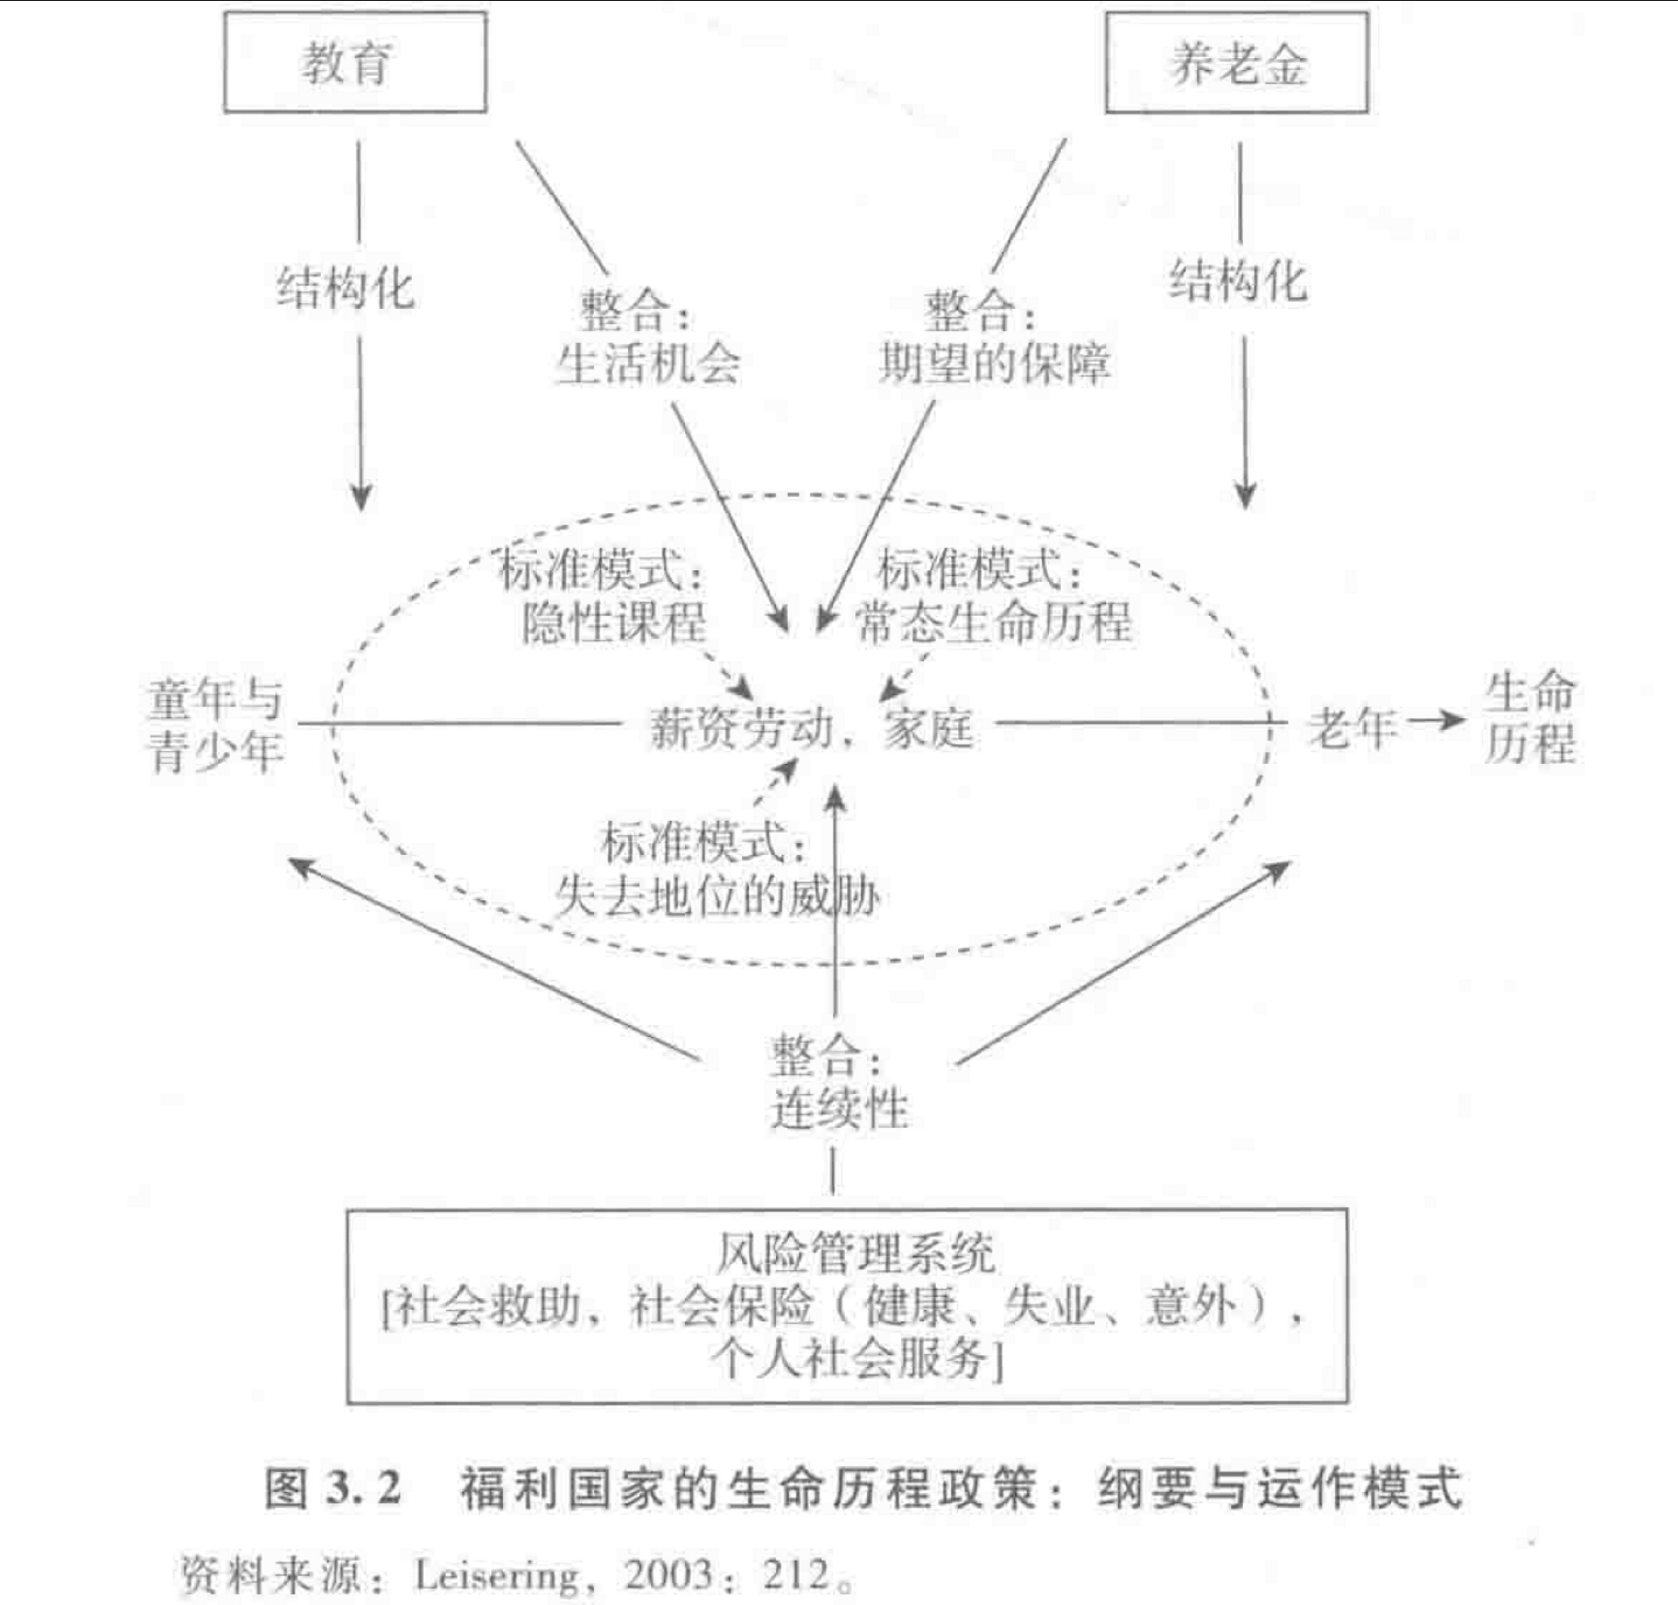 教育
养老金
结构化
整合：
生活机会
整合：
期望的保障
结构化
标准模式：
隐性课程
标准模式：
常态生命历程
童年与
青少年
薪资劳动，家庭
老年
生命
历程
标准模式：
失去地位的威胁
整合：
连续性
风险管理系统
[社会救助，社会保险（健康、失业、意外），
个人社会服务]
图 3.2 福利国家的生命历程政策：纲要与运作模式
资料来源：Leisering，2003：212。